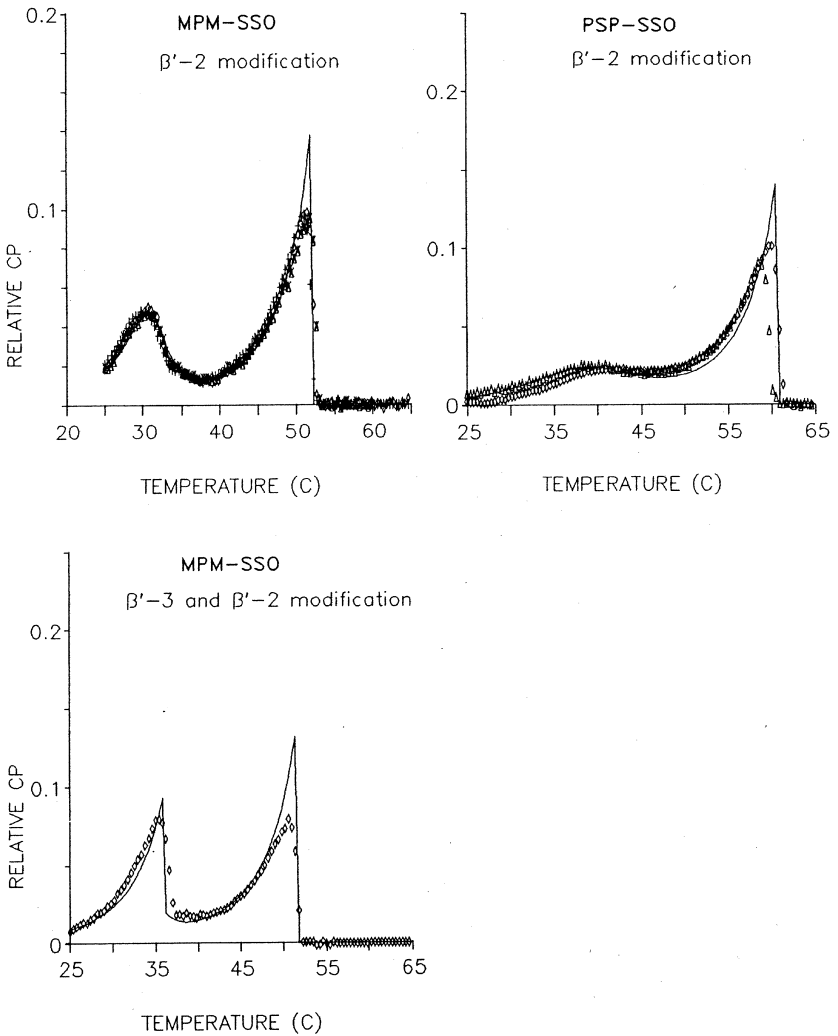 MPM-SSO
β'-2 modification
0.2
0.1
0
RELATIVE CP
20 30 40 50 60
TEMPERATURE (C)
PSP-SSO
β'-2 modification
0.2
0.1
0
25 35 45 55 65
TEMPERATURE (C)
MPM-SSO
β'-3 and β'-2 modification
0.2
0.1
0
RELATIVE CP
25 35 45 55 65
TEMPERATURE (C)